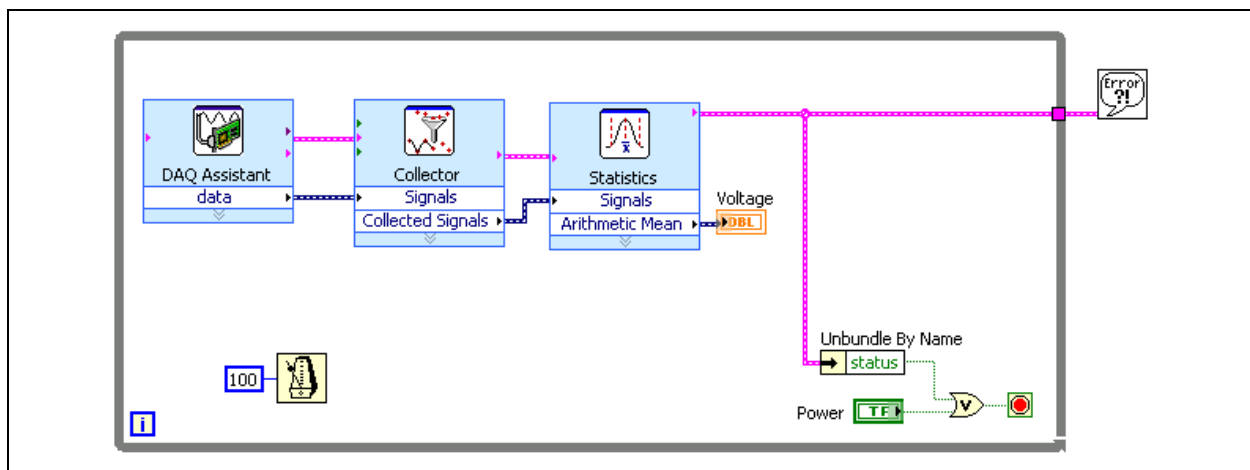 Error
?!
DAQ Assistant
data
Collector
Signals
Collected Signals
x̄
Statistics
Signals
Arithmetic Mean
Voltage
DBL
Unbundle By Name
status
100
Power
TF
V
i